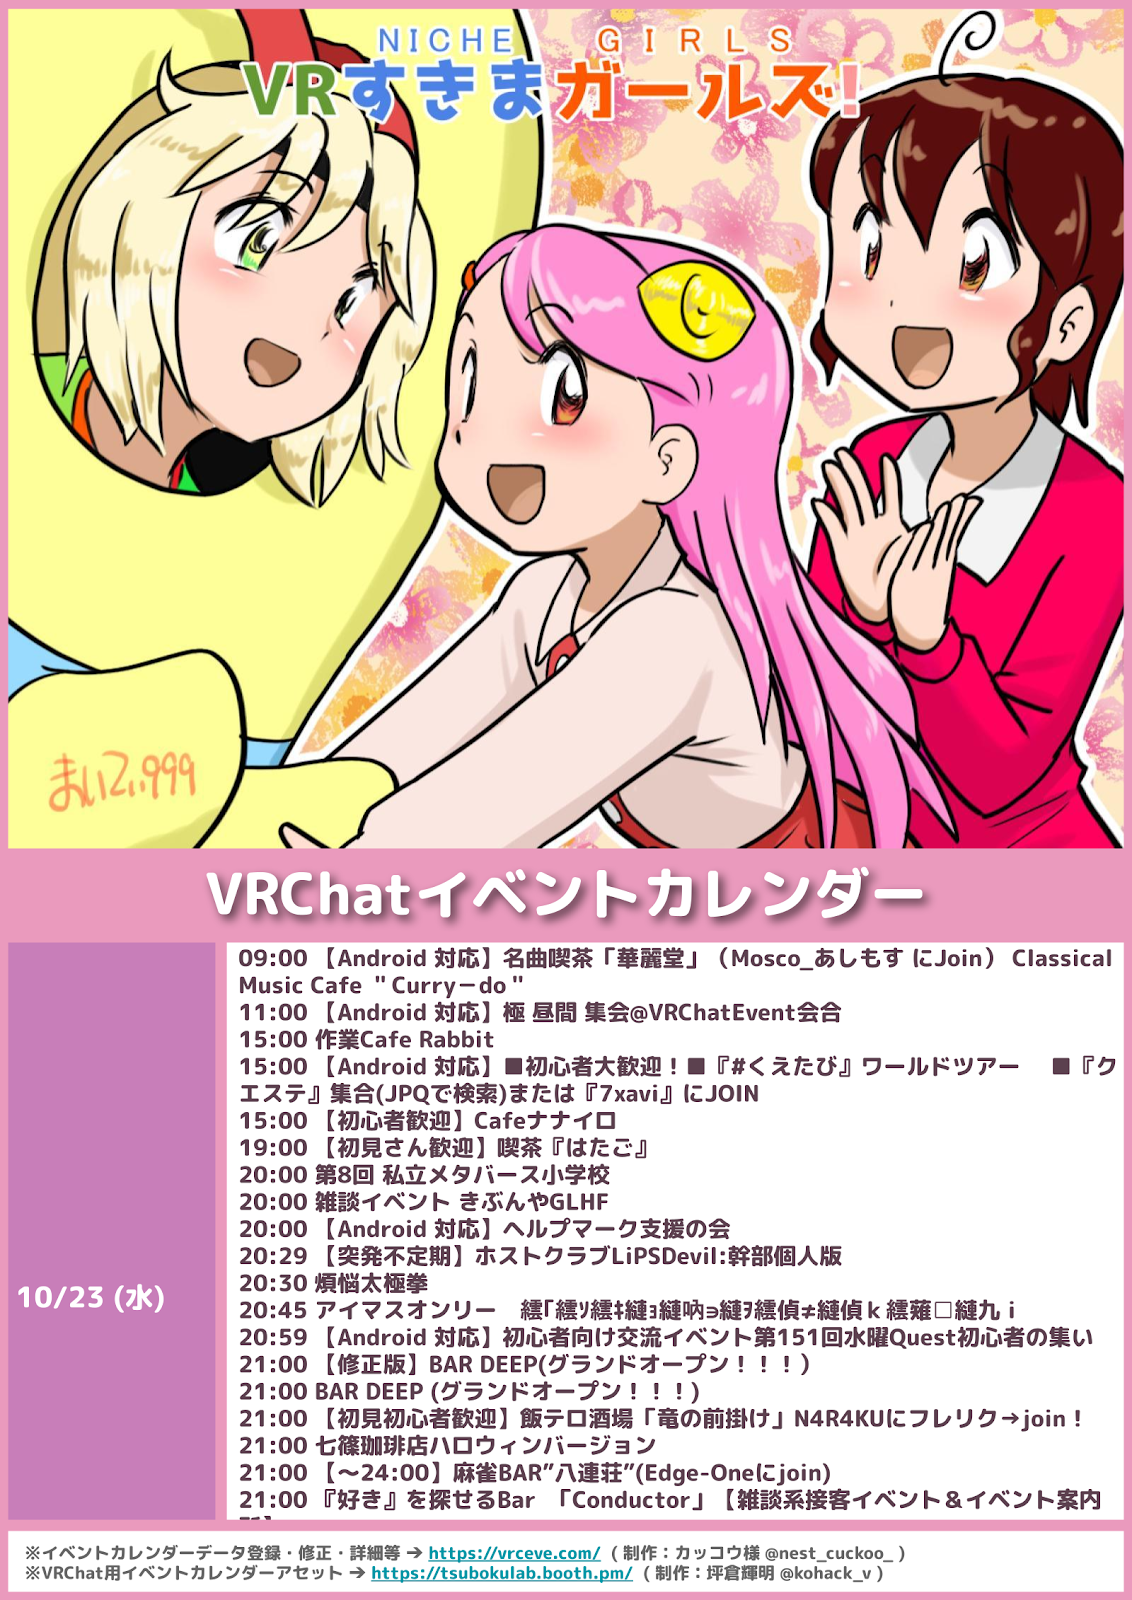 NICHE GIRLS
VRすきまガールズ!
VRChatイベントカレンダー
10/23 (水)
09:00 【Android 対応】名曲喫茶「華麗堂」（Mosco_あしもす にJoin） Classical
Music Cafe ＂Curry－do＂
11:00 【Android 対応】極 昼間 集会@VRChatEvent会合
15:00 作業Cafe Rabbit
15:00 【Android 対応】■初心者大歓迎！■『#くえたび』ワールドツアー　■『ク
エステ』集合(JPQで検索)または『7xavi』にJOIN
15:00 【初心者歓迎】Cafeナナイロ
19:00 【初見さん歓迎】喫茶『はたご』
20:00 第8回 私立メタバース小学校
20:00 雑談イベント きぶんやGLHF
20:00 【Android 対応】ヘルプマーク支援の会
20:29 【突発不定期】ホストクラブLiPSDevil:幹部個人版
20:30 煩悩太極拳
20:45 アイマスオンリー
20:59 【Android 対応】初心者向け交流イベント第151回水曜Quest初心者の集い
21:00 【修正版】BAR DEEP(グランドオープン！！！）
21:00 BAR DEEP (グランドオープン！！！)
21:00 【初見初心者歓迎】飯テロ酒場「竜の前掛け」N4R4KUにフレリク→join！
21:00 七篠珈琲店ハロウィンバージョン
21:00 【～24:00】麻雀BAR”八連荘”(Edge-Oneにjoin)
21:00 『好き』を探せるBar 「Conductor」【雑談系接客イベント＆イベント案内
※イベントカレンダーデータ登録・修正・詳細等 ➔ https://vrceve.com/ ( 制作：カッコウ様 @nest_cuckoo_ )
※VRChat用イベントカレンダーアセット ➔ https://tsubokulab.booth.pm/ ( 制作：坪倉輝明 @kohack_v )